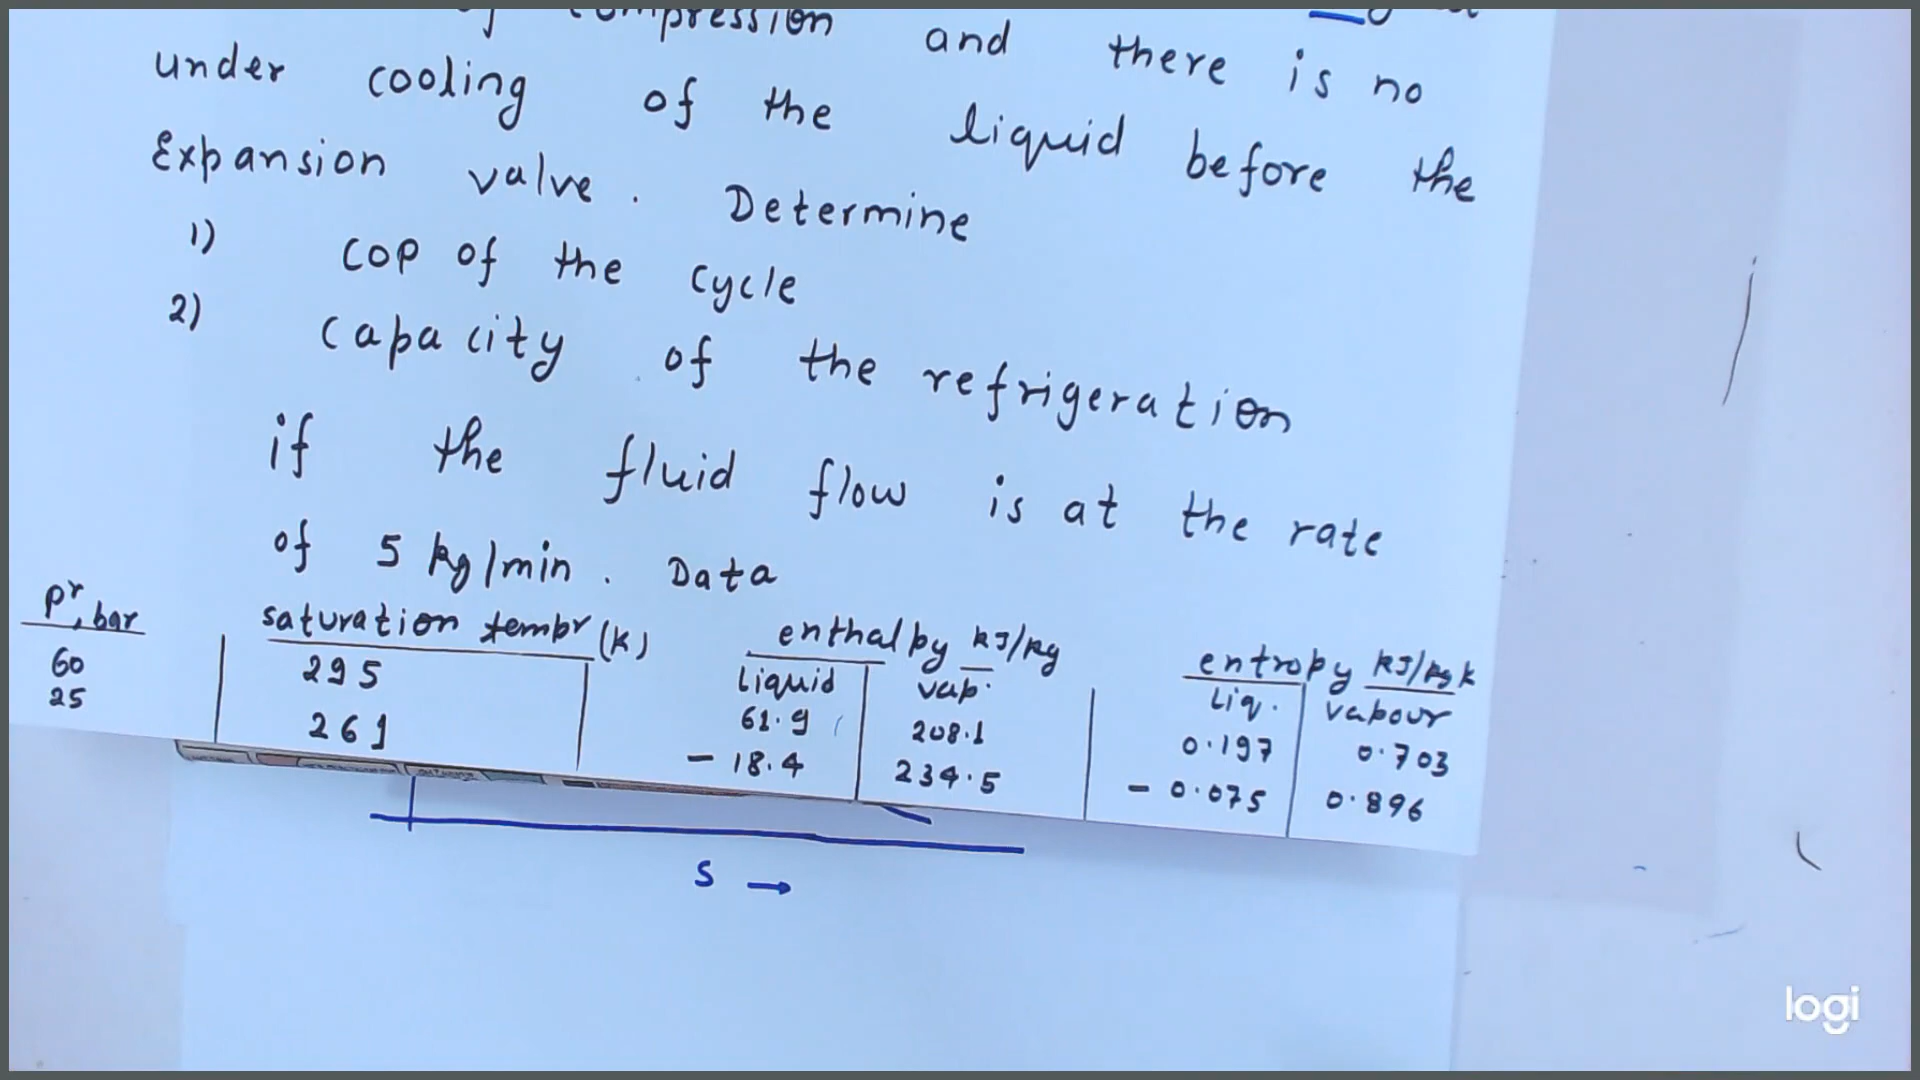 of compression and there is no
under cooling of the liquid before the
Expansion valve. Determine
1) COP of the cycle
2) capacity of the refrigeration
if the fluid flow is at the rate
of 5 kg/min. Data
pr, bar saturation tempr (K) enthalpy kJ/kg entropy kJ/kg k
liquid vap. Liq. vapour
60 295 61.9 208.1 0.197 0.703
25 261 - 18.4 234.5 - 0.075 0.896
S →
logi